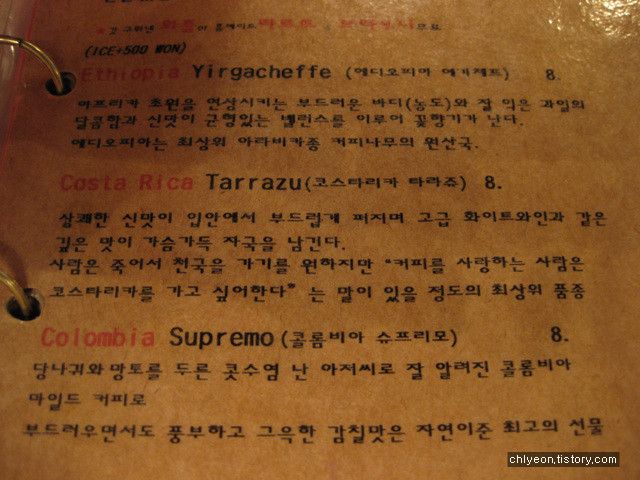 (ICE+500 WON)
Ethiopia Yirgacheffe (에디오피아 예가체프) 8.
아프리카 초원을 연상시키는 부드러운 바디(농도)와 잘 익은 과일의
달콤함과 신맛이 균형있는 밸런스를 이루어 꽃향기가 난다.
에디오피아는 최상위 아라비카종 커피나무의 원산국.
Costa Rica Tarrazu(코스타리카 타라쥬) 8.
상쾌한 신맛이 입안에서 부드럽게 퍼지며 고급 화이트와인과 같은
깊은 맛이 가슴가득 자국을 남긴다.
사람은 죽어서 천국을 가기를 원하지만 "커피를 사랑하는 사람은
코스타리카를 가고 싶어한다" 는 말이 있을 정도의 최상위 품종
Colombia Supremo(콜롬비아 슈프리모) 8.
당나귀와 망토를 두른 콧수염 난 아저씨로 잘 알려진 콜롬비아
마일드 커피로
부드러우면서도 풍부하고 그윽한 감칠맛은 자연이준 최고의 선물
chlyeon.tistory.com